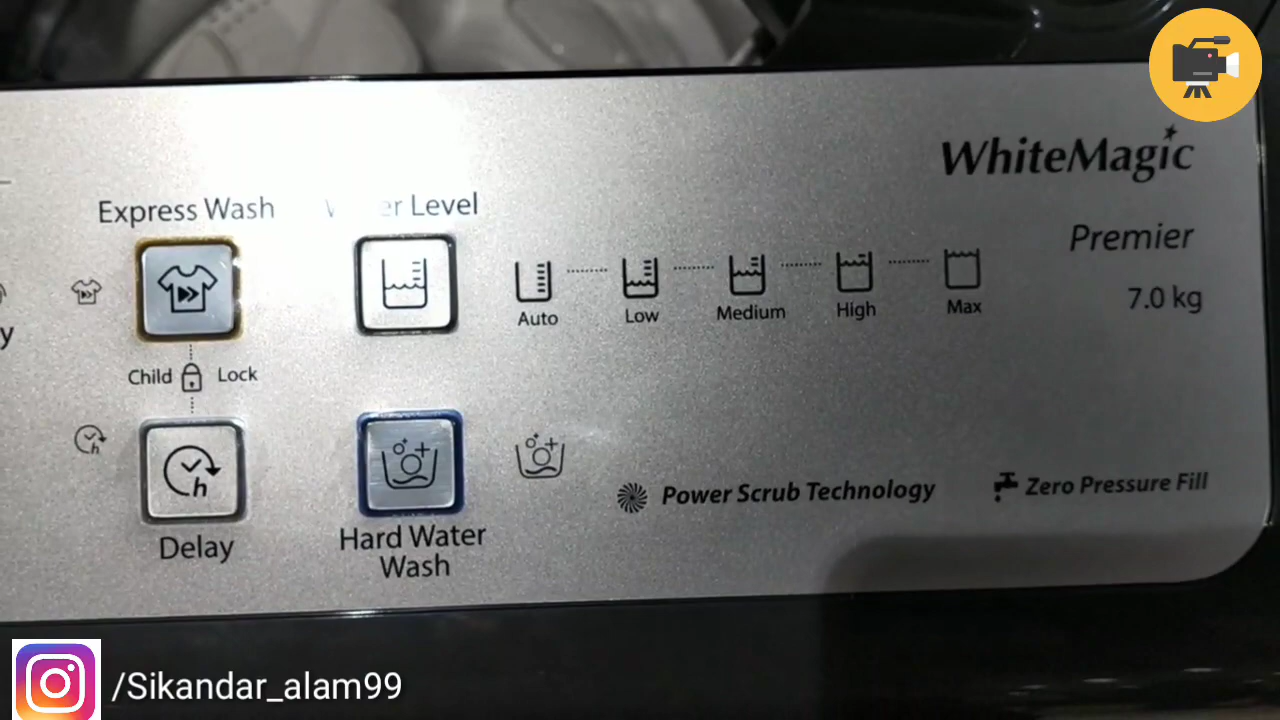 WhiteMagic
Express Wash
Level
Premier
7.0 kg
Auto
Low
Medium
High
Max
Child Lock
h
h
Delay
Hard Water
Wash
Power Scrub Technology
Zero Pressure Fill
/Sikandar_alam99